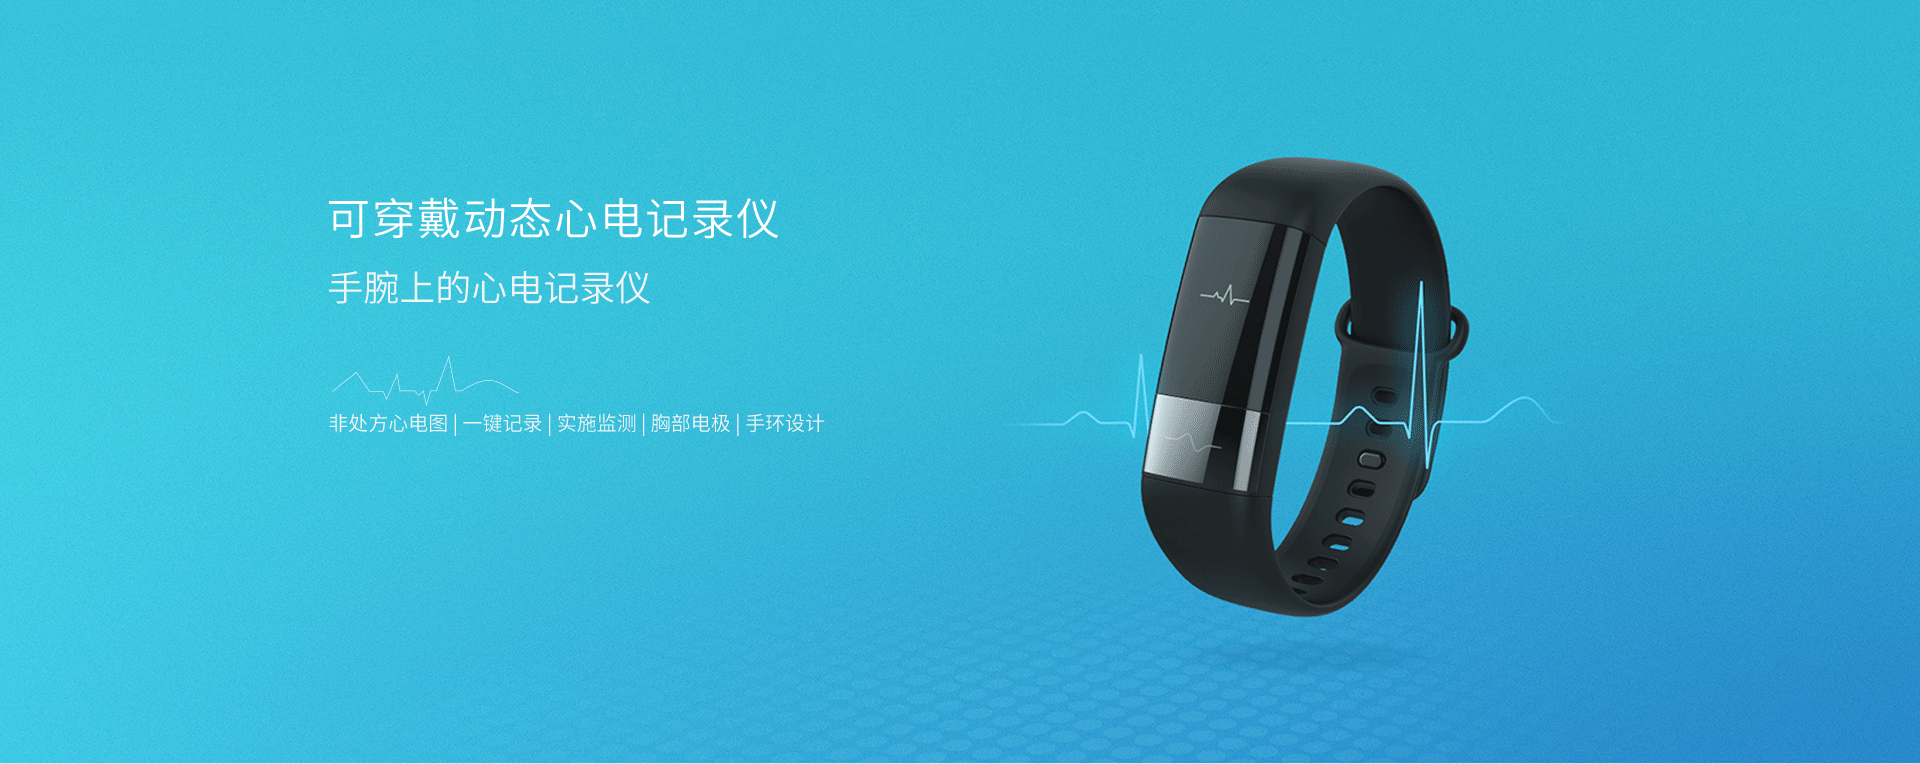 可穿戴动态心电记录仪
手腕上的心电记录仪
非处方心电图 | 一键记录 | 实施监测 | 胸部电极 | 手环设计